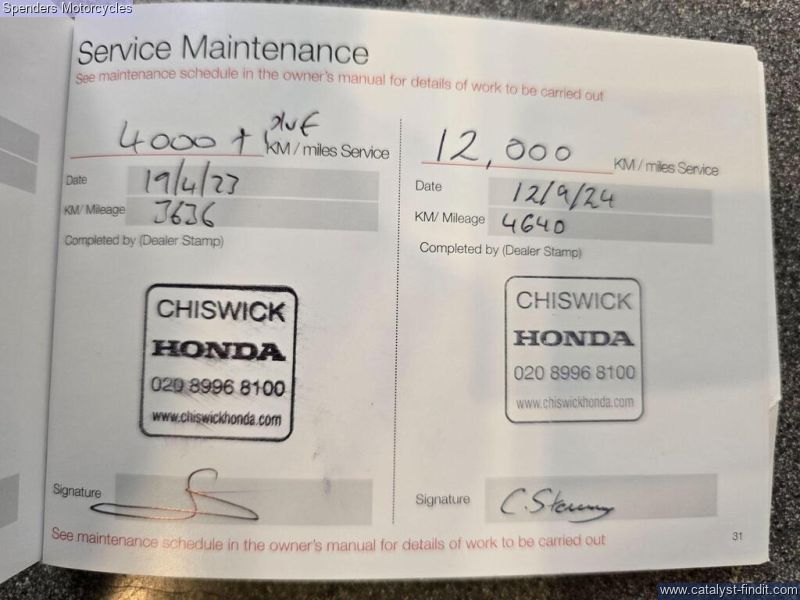 Spenders Motorcycles
Service Maintenance
See maintenance schedule in the owner's manual for details of work to be carried out
4000 +
KM / miles Service
Date 19/4/23
KM/ Mileage 3636
Completed by (Dealer Stamp)
CHISWICK
HONDA
020 8996 8100
www.chiswickhonda.com
Signature
12,000 KM / miles Service
Date 12/9/24
KM/ Mileage 4640
Completed by (Dealer Stamp)
CHISWICK
HONDA
020 8996 8100
www.chiswickhonda.com
Signature
See maintenance schedule in the owner's manual for details of work to be carried out
31
www.catalyst-findit.com